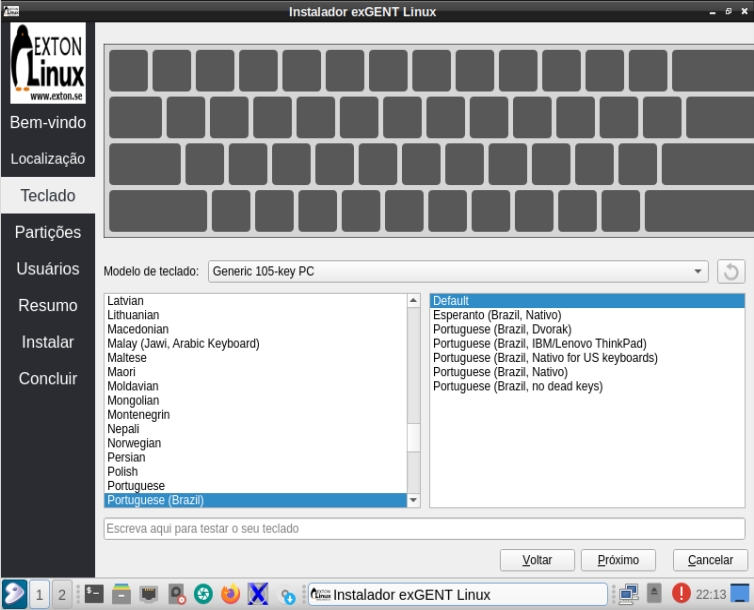 Instalador exGENT Linux
EXTON
Linux
www.exton.se
Bem-vindo
Localização
Teclado
Partições
Usuários
Resumo
Instalar
Concluir
Modelo de teclado:
Generic 105-key PC
Latvian
Lithuanian
Macedonian
Malay (Jawi, Arabic Keyboard)
Maltese
Maori
Moldavian
Mongolian
Montenegrin
Nepali
Norwegian
Persian
Polish
Portuguese
Portuguese (Brazil)
Default
Esperanto (Brazil, Nativo)
Portuguese (Brazil, Dvorak)
Portuguese (Brazil, IBM/Lenovo ThinkPad)
Portuguese (Brazil, Nativo for US keyboards)
Portuguese (Brazil, Nativo)
Portuguese (Brazil, no dead keys)
Escreva aqui para testar o seu teclado
Voltar
Próximo
Cancelar
1
2
Instalador exGENT Linux
22:13